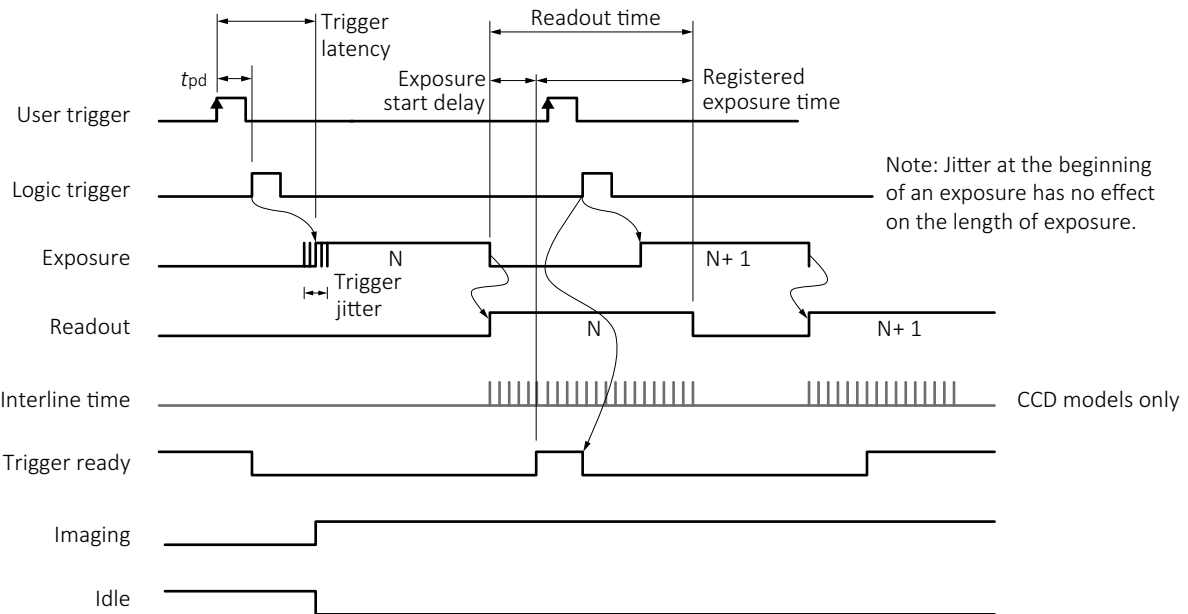 Trigger
latency
Readout time
tpd
Exposure
start delay
Registered
exposure time
User trigger
Logic trigger
Note: Jitter at the beginning
of an exposure has no effect
on the length of exposure.
Exposure
N
N+ 1
Trigger
jitter
Readout
N
N+ 1
Interline time
CCD models only
Trigger ready
Imaging
Idle